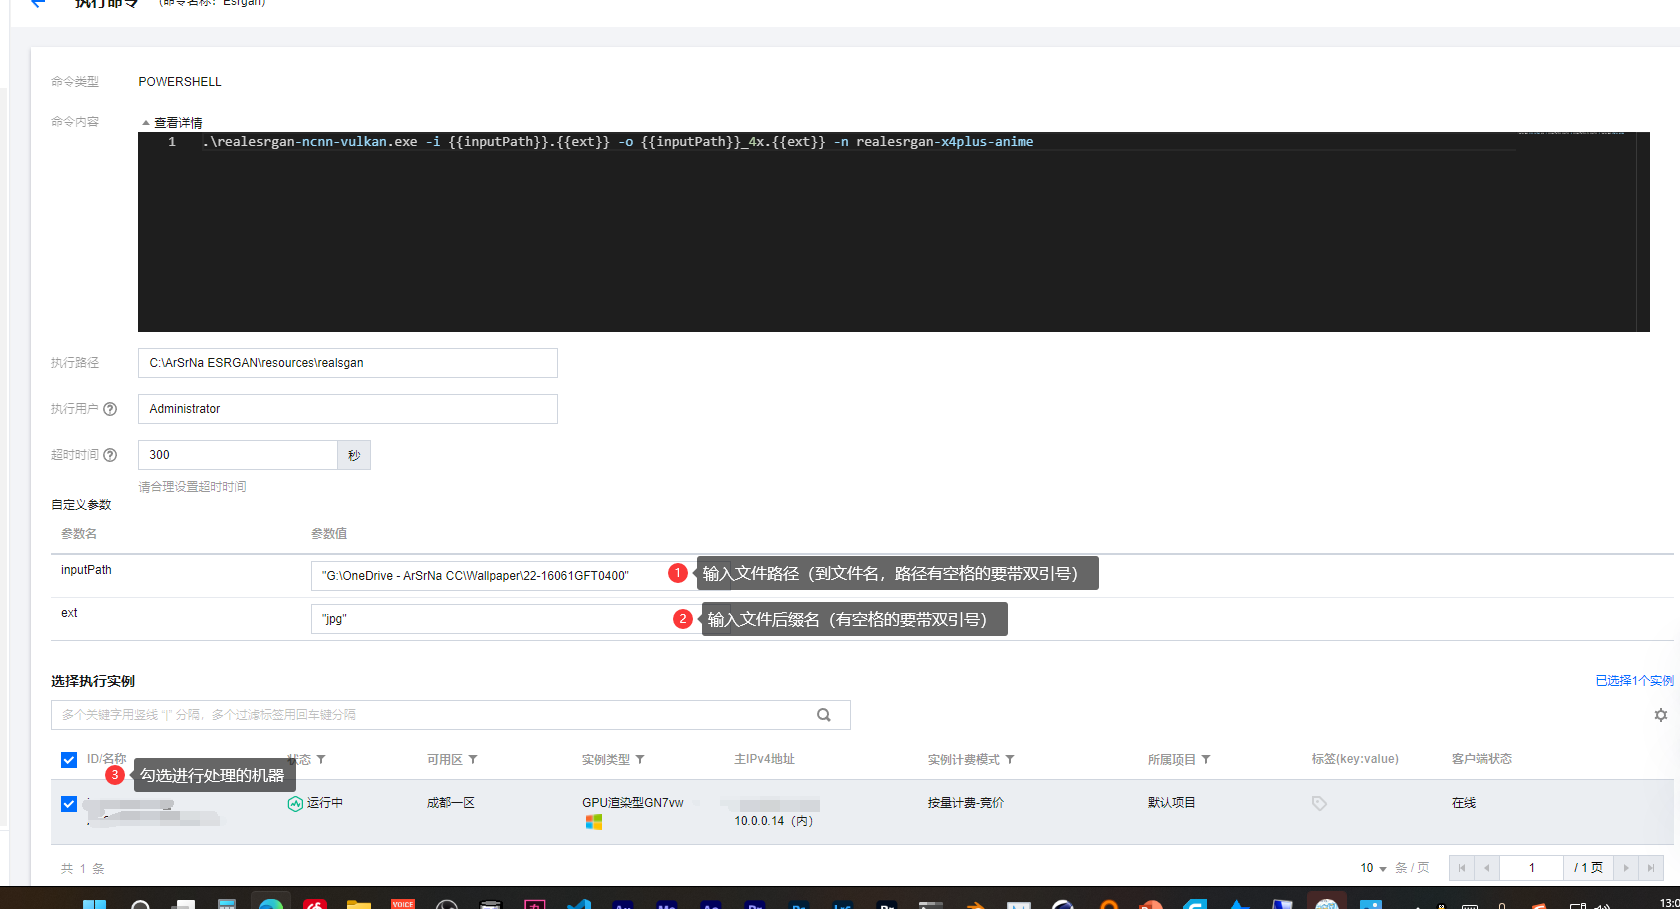 执行命令 (命令名称：Esrgan)
命令类型 POWERSHELL
命令内容 查看详情
1 .\realesrgan-ncnn-vulkan.exe -i {{inputPath}}.{{ext}} -o {{inputPath}}_4x.{{ext}} -n realesrgan-x4plus-anime
执行路径 C:\ArSrNa ESRGAN\resources\realsgan
执行用户 Administrator
超时时间 300 秒
请合理设置超时时间
自定义参数
参数名 参数值
inputPath "G:\OneDrive - ArSrNa CC\Wallpaper\22-16061GFT0400" 1 输入文件路径（到文件名，路径有空格的要带双引号）
ext "jpg" 2 输入文件后缀名（有空格的要带双引号）
选择执行实例 已选择1个实例
多个关键字用竖线 "|" 分隔，多个过滤标签用回车键分隔
ID/名称 状态 可用区 实例类型 主IPv4地址 实例计费模式 所属项目 标签(key:value) 客户端状态
3 勾选进行处理的机器
运行中 成都一区 GPU渲染型GN7vw 按量计费-竞价 默认项目 在线
10.0.0.14（内）
共 1 条 10 条 / 页 1 / 1 页
VOICE